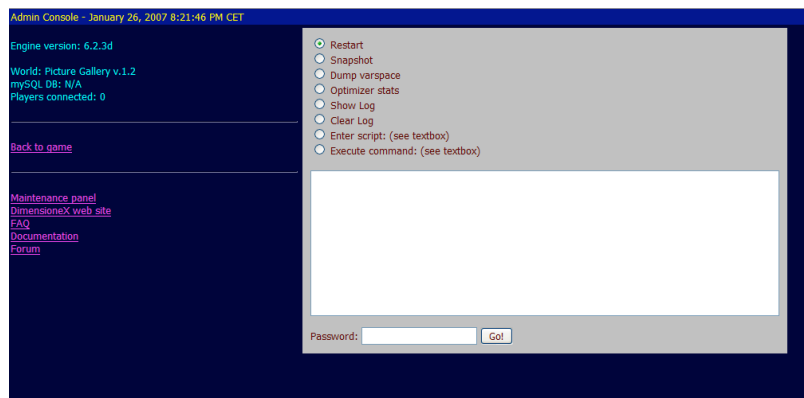 Admin Console - January 26, 2007 8:21:46 PM CET
Engine version: 6.2.3d
World: Picture Gallery v.1.2
mySQL DB: N/A
Players connected: 0
Back to game
Maintenance panel
DimensioneX web site
FAQ
Documentation
Forum
Restart
Snapshot
Dump varspace
Optimizer stats
Show Log
Clear Log
Enter script: (see textbox)
Execute command: (see textbox)
Password:
Go!